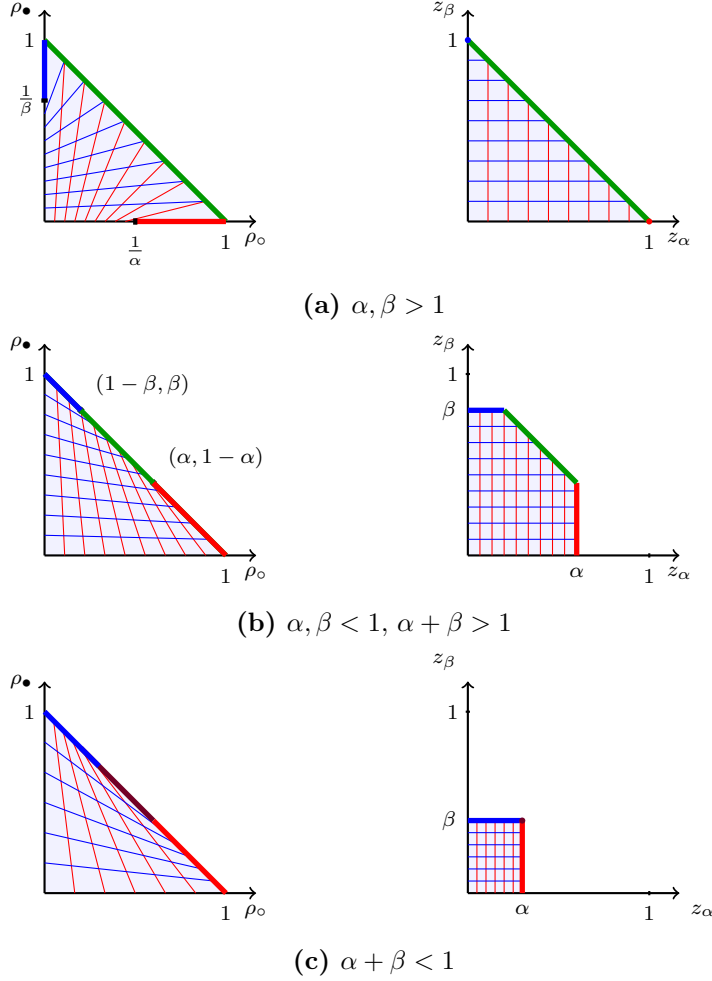 ρ● z_β
1 1
1/β
1/α 1 ρ○ 1 z_α
(a) α, β > 1
ρ● z_β
1 (1 − β, β) 1
β
(α, 1 − α)
1 ρ○ α 1 z_α
(b) α, β < 1, α + β > 1
z_β
ρ●
1 1
β
1 ρ○ α 1 z_α
(c) α + β < 1